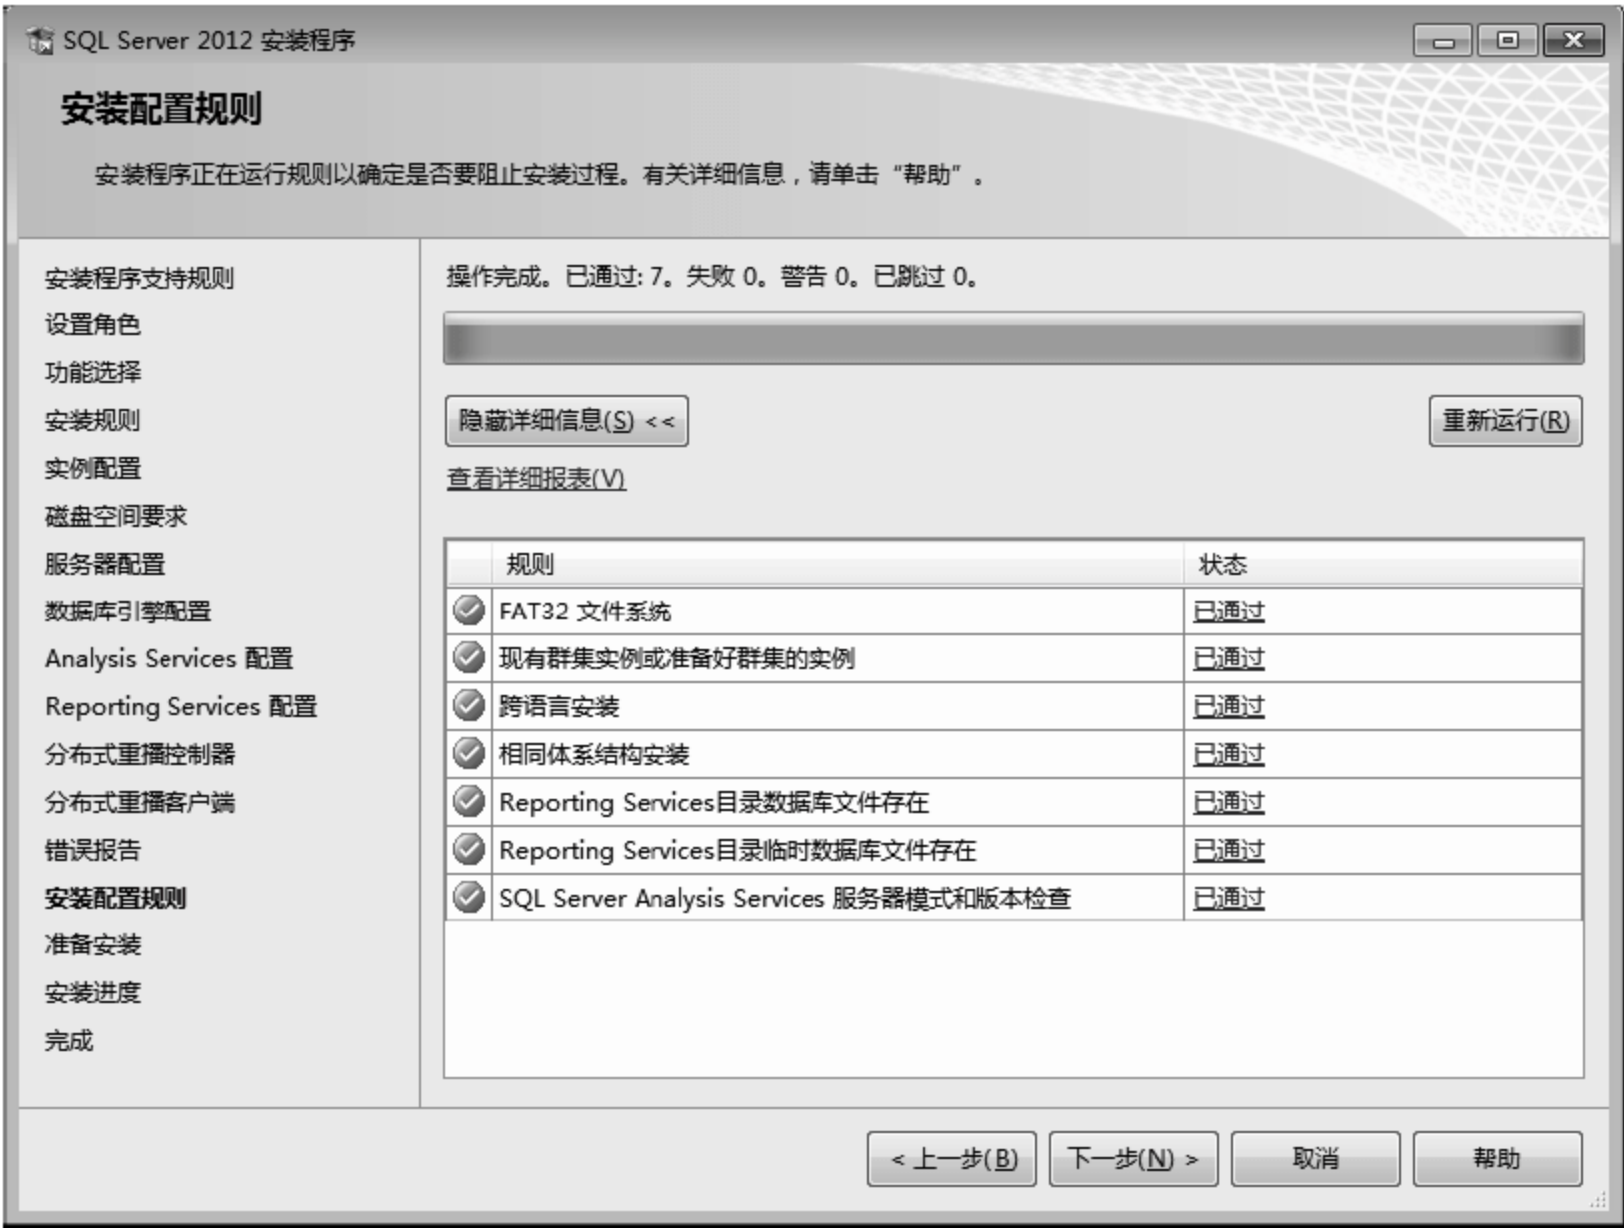 SQL Server 2012 安装程序
安装配置规则
安装程序正在运行规则以确定是否要阻止安装过程。有关详细信息，请单击“帮助”。
安装程序支持规则
设置角色
功能选择
安装规则
实例配置
磁盘空间要求
服务器配置
数据库引擎配置
Analysis Services 配置
Reporting Services 配置
分布式重播控制器
分布式重播客户端
错误报告
安装配置规则
准备安装
安装进度
完成
操作完成。已通过: 7。失败 0。警告 0。已跳过 0。
隐藏详细信息(S) <<
重新运行(R)
查看详细报表(V)
规则 状态
FAT32 文件系统 已通过
现有群集实例或准备好群集的实例 已通过
跨语言安装 已通过
相同体系结构安装 已通过
Reporting Services目录数据库文件存在 已通过
Reporting Services目录临时数据库文件存在 已通过
SQL Server Analysis Services 服务器模式和版本检查 已通过
< 上一步(B) 下一步(N) > 取消 帮助